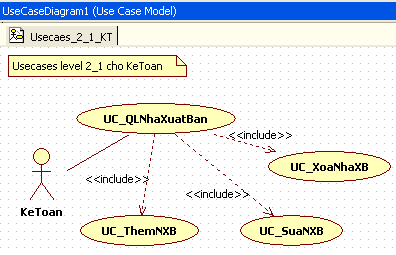 UseCaseDiagram1 (Use Case Model)
Usecaes_2_1_KT
Usecases level 2_1 cho KeToan
UC_QLNhaXuatBan
<<include>>
UC_XoaNhaXB
<<include>>
<<include>>
KeToan
UC_ThemNXB
UC_SuaNXB